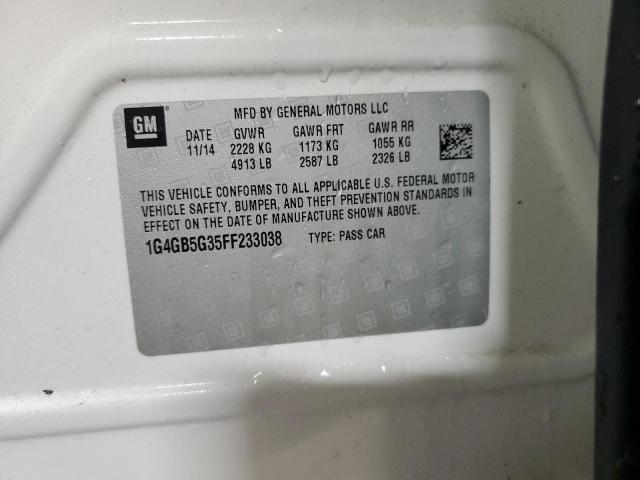 GM
MFD BY GENERAL MOTORS LLC
DATE GVWR GAWR FRT GAWR RR
11/14 2228 KG 1173 KG 1055 KG
4913 LB 2587 LB 2326 LB
THIS VEHICLE CONFORMS TO ALL APPLICABLE U.S. FEDERAL MOTOR
VEHICLE SAFETY, BUMPER, AND THEFT PREVENTION STANDARDS IN
EFFECT ON THE DATE OF MANUFACTURE SHOWN ABOVE.
1G4GB5G35FF233038 TYPE: PASS CAR